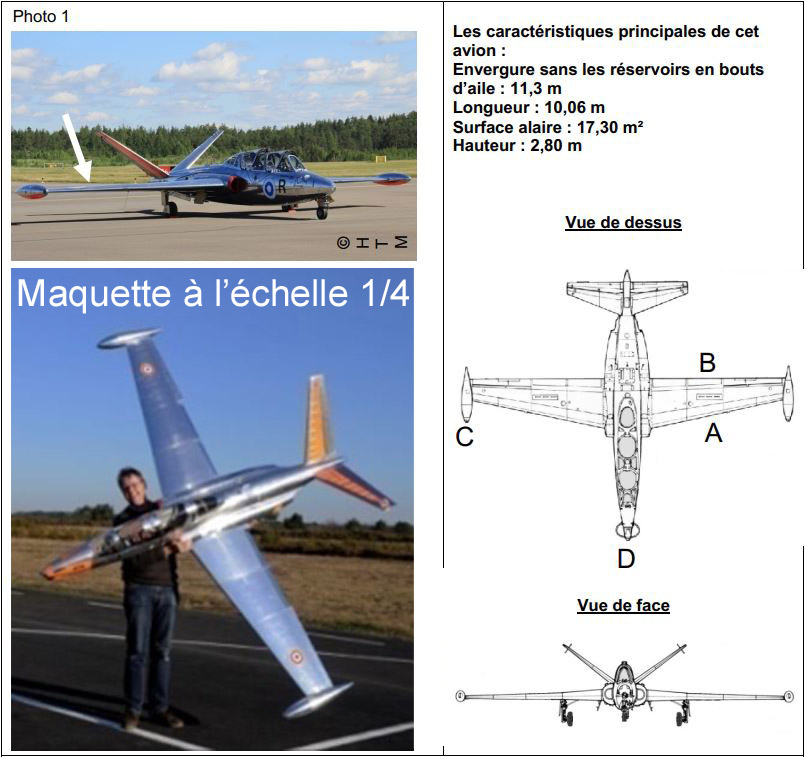 Photo 1
R
© H T M
Maquette à l'échelle 1/4
Les caractéristiques principales de cet
avion :
Envergure sans les réservoirs en bouts
d'aile : 11,3 m
Longueur : 10,06 m
Surface alaire : 17,30 m²
Hauteur : 2,80 m
Vue de dessus
B
C
A
D
Vue de face